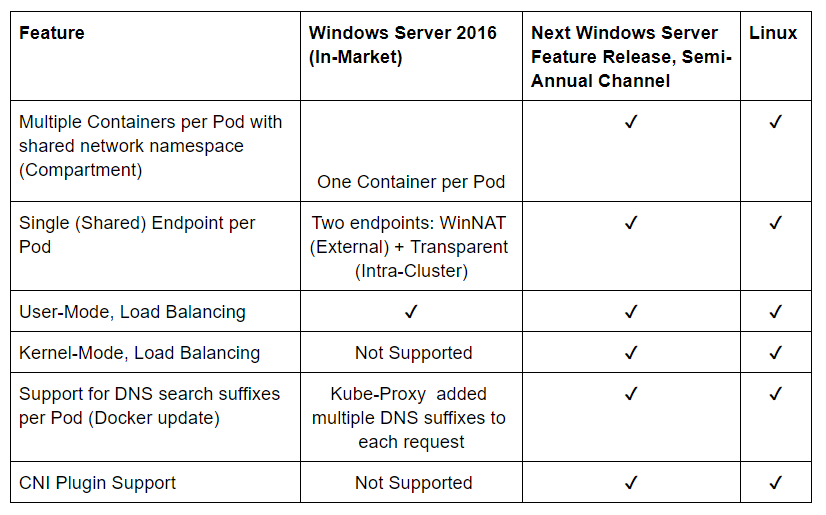 Feature
Windows Server 2016
(In-Market)
Next Windows Server
Feature Release, Semi-
Annual Channel
Linux
Multiple Containers per Pod with
shared network namespace
(Compartment)
One Container per Pod
✓
✓
Single (Shared) Endpoint per
Pod
Two endpoints: WinNAT
(External) + Transparent
(Intra-Cluster)
✓
✓
User-Mode, Load Balancing
✓
✓
✓
Kernel-Mode, Load Balancing
Not Supported
✓
✓
Support for DNS search suffixes
per Pod (Docker update)
Kube-Proxy  added
multiple DNS suffixes to
each request
✓
✓
CNI Plugin Support
Not Supported
✓
✓